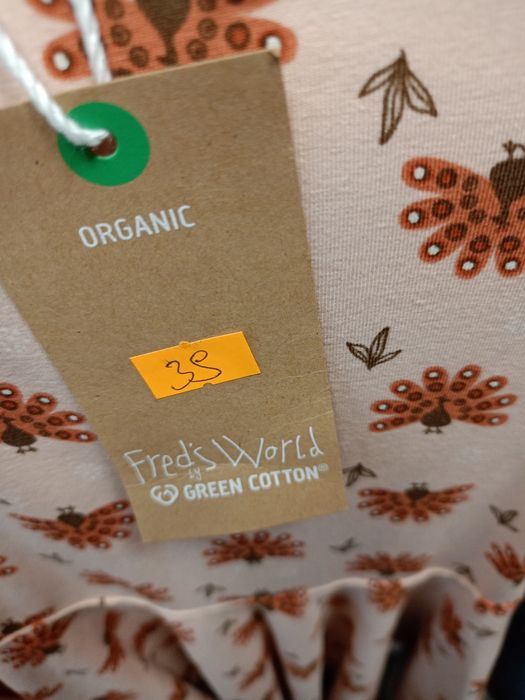 ORGANIC
35
Fred's World
by
GREEN COTTON®